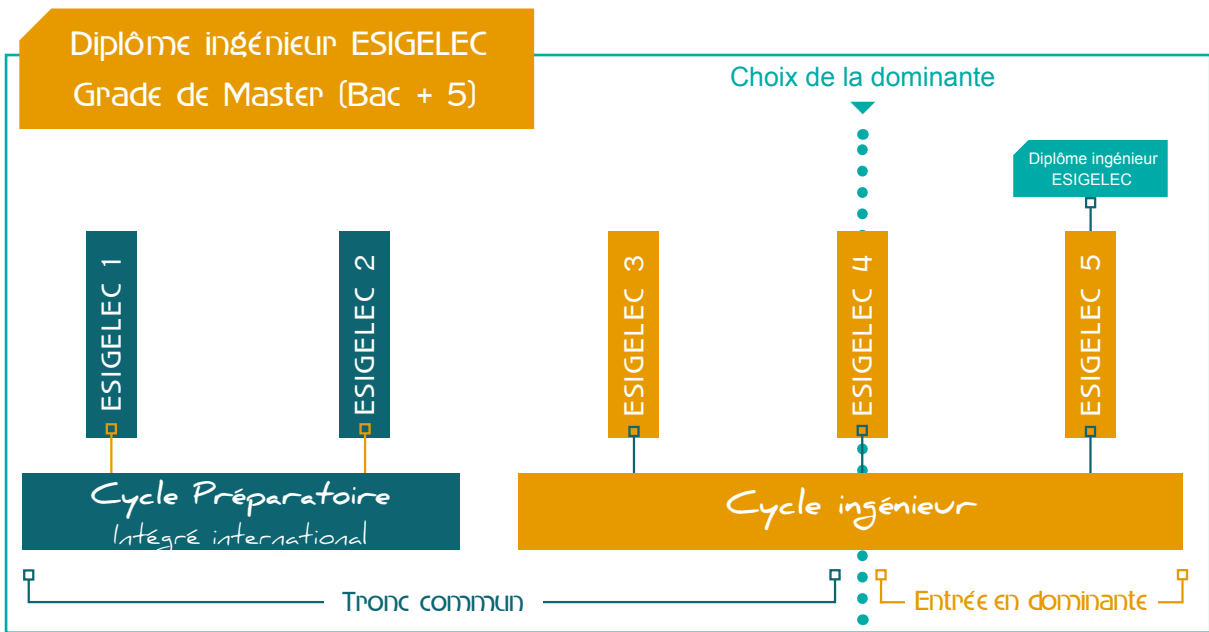 Diplôme ingénieur ESIGELEC
Grade de Master (Bac + 5)
Choix de la dominante
Diplôme ingénieur
ESIGELEC
ESIGELEC 1
ESIGELEC 2
ESIGELEC 3
ESIGELEC 4
ESIGELEC 5
Cycle Préparatoire
Intégré international
Cycle ingénieur
Tronc commun
Entrée en dominante